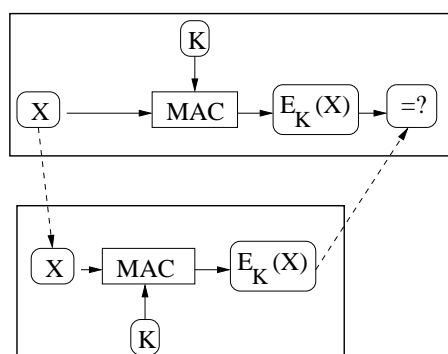 K
X MAC E_K(X) =?
X MAC E_K(X)
K